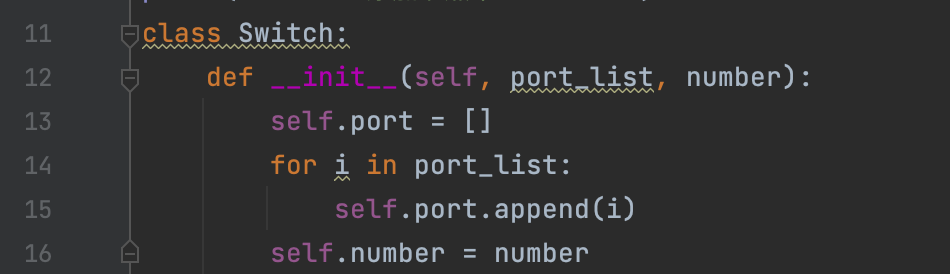 11 class Switch:
12 def __init__(self, port_list, number):
13 self.port = []
14 for i in port_list:
15 self.port.append(i)
16 self.number = number